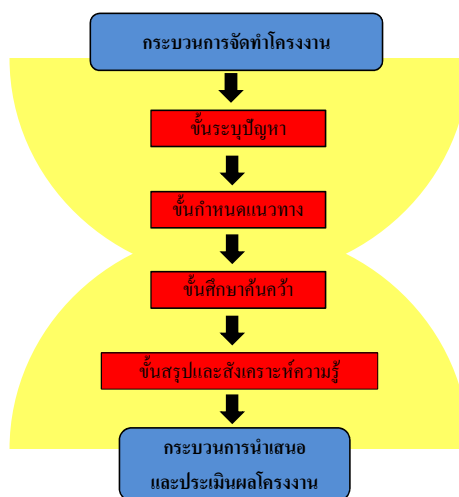 กระบวนการจัดทำโครงงาน
ขั้นระบุปัญหา
ขั้นกำหนดแนวทาง
ขั้นศึกษาค้นคว้า
ขั้นสรุปและสังเคราะห์ความรู้
กระบวนการนำเสนอ
และประเมินผลโครงงาน